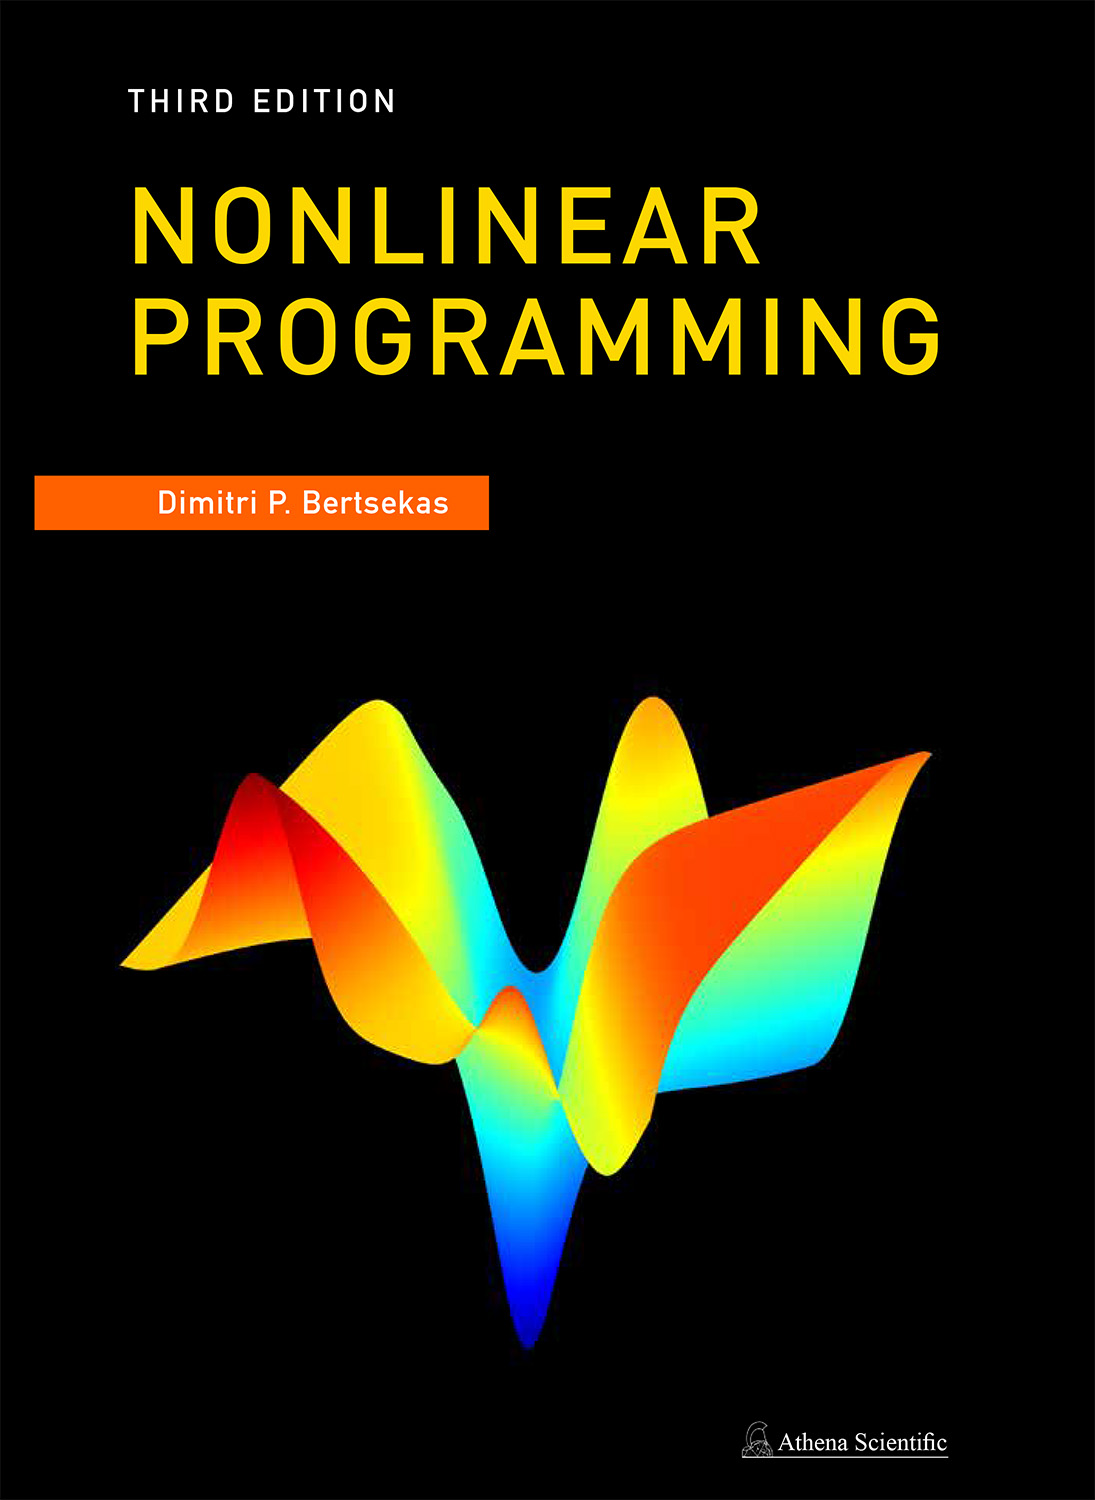 THIRD EDITION
NONLINEAR
PROGRAMMING
Dimitri P. Bertsekas
Athena Scientific